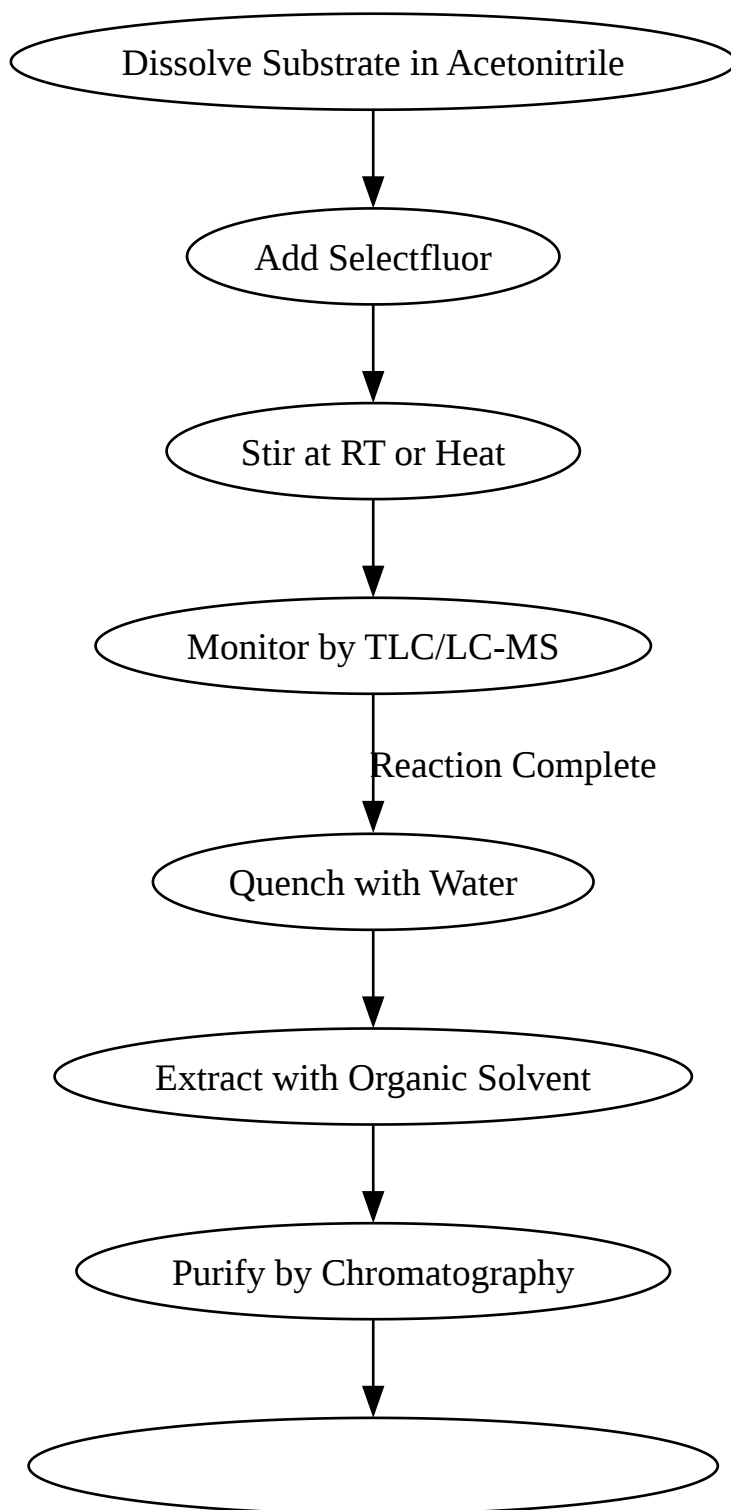 Dissolve Substrate in Acetonitrile
Add Selectfluor
Stir at RT or Heat
Monitor by TLC/LC-MS
Reaction Complete
Quench with Water
Extract with Organic Solvent
Purify by Chromatography